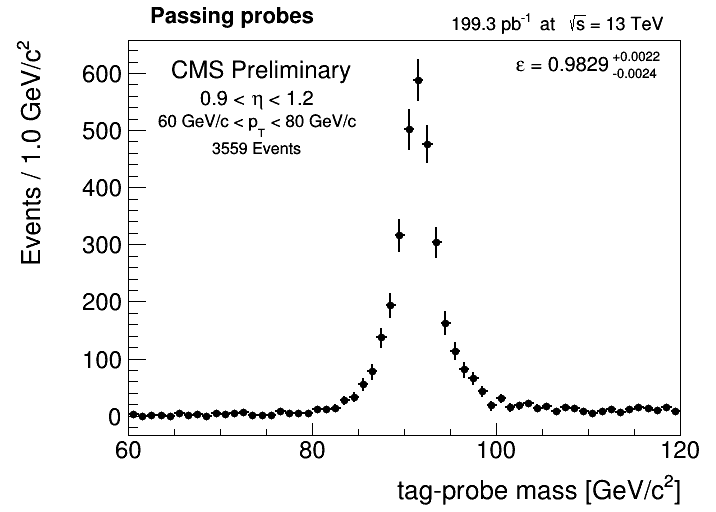 Passing probes
199.3 pb⁻¹ at √s = 13 TeV
CMS Preliminary
ε = 0.9829 +0.0022 -0.0024
0.9 < η < 1.2
60 GeV/c < p_T < 80 GeV/c
3559 Events
Events / 1.0 GeV/c²
600
500
400
300
200
100
0
60 80 100 120
tag-probe mass [GeV/c²]